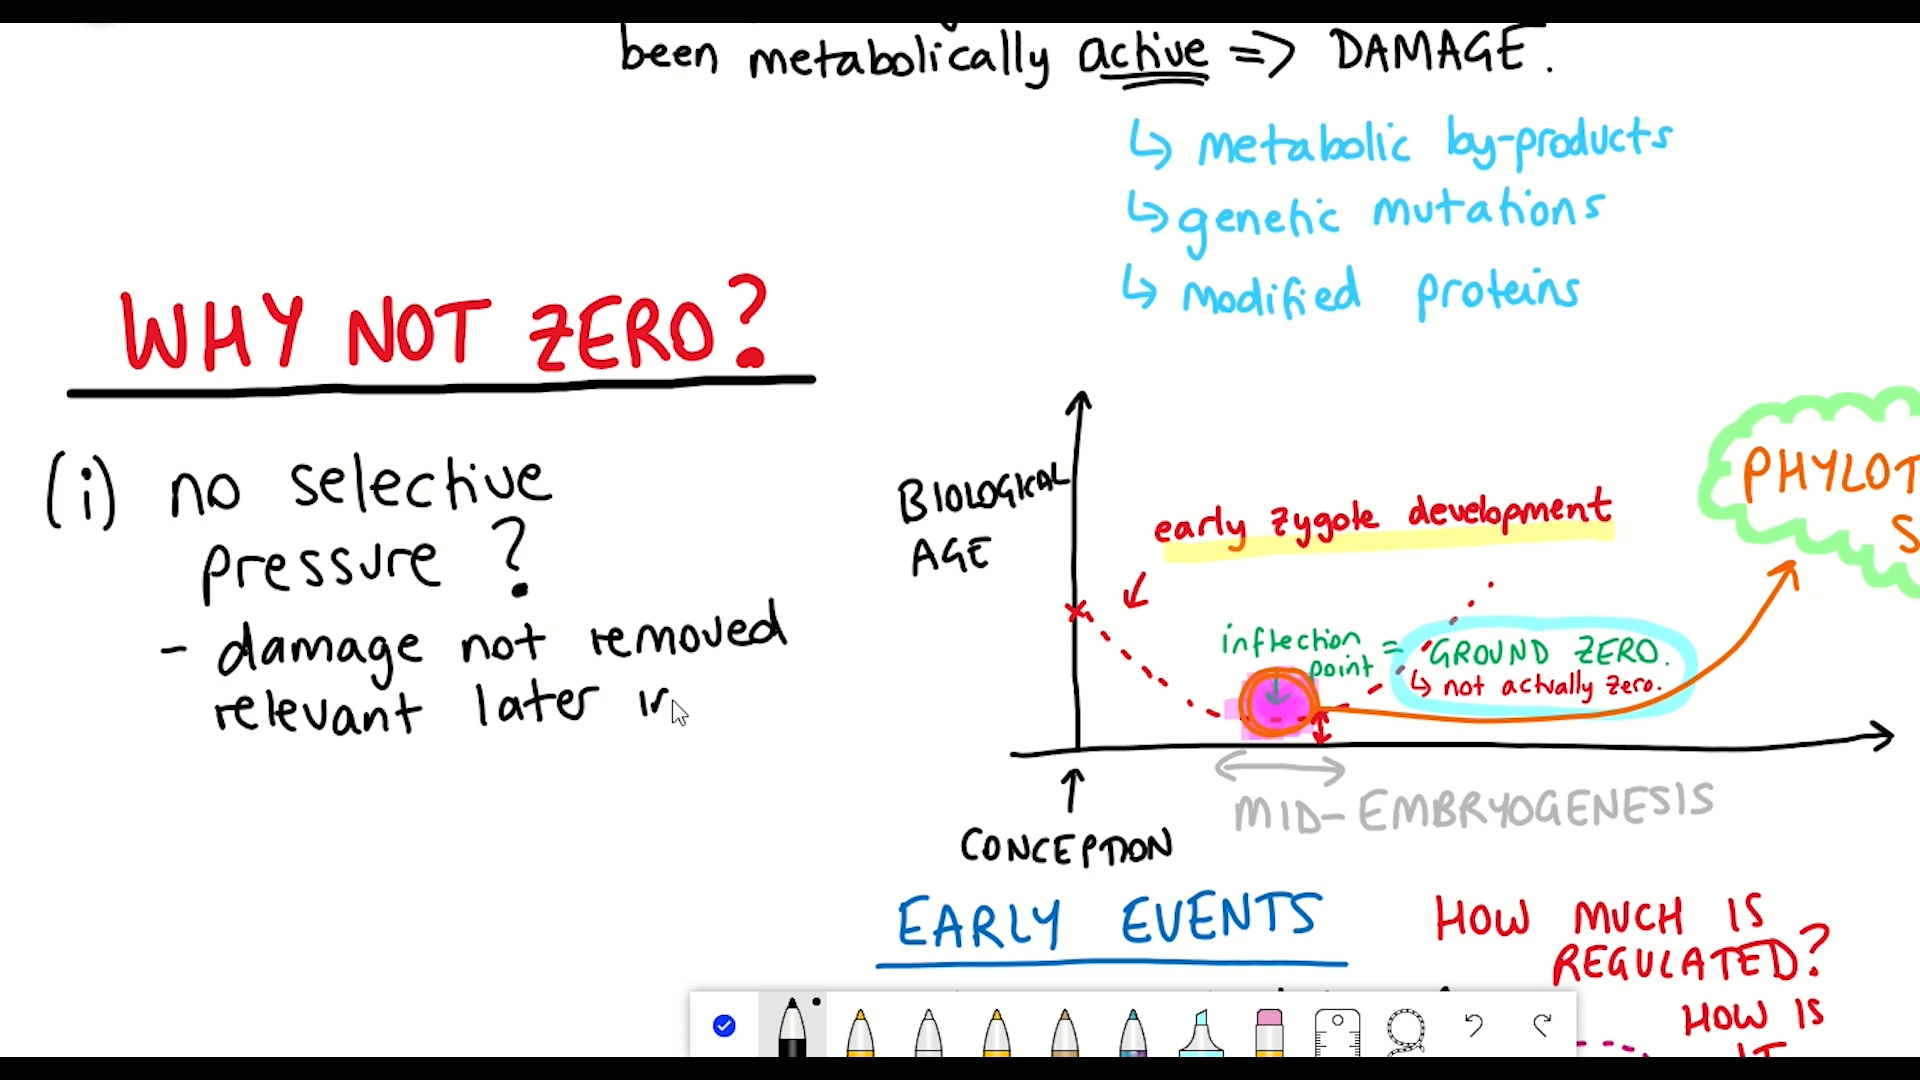 been metabolically active => DAMAGE.
↳ metabolic by-products
↳ genetic mutations
↳ modified proteins
WHY NOT ZERO?
(i) no selective
pressure ?
- damage not removed
relevant later
BIOLOGICAL
AGE
early zygote development
inflection
point
= GROUND ZERO.
↳ not actually zero.
PHYLOT
S
MID-EMBRYOGENESIS
CONCEPTION
EARLY EVENTS
HOW MUCH IS
REGULATED?
HOW IS
IT